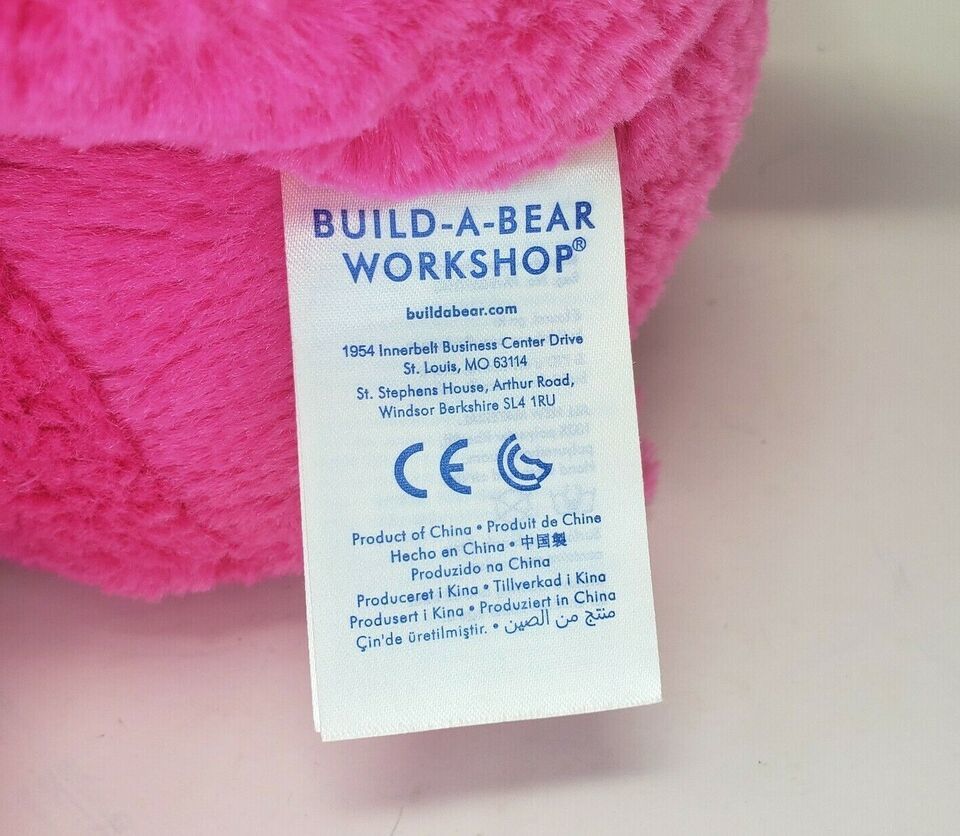 BUILD-A-BEAR
WORKSHOP®
buildabear.com
1954 Innerbelt Business Center Drive
St. Louis, MO 63114
St. Stephens House, Arthur Road,
Windsor Berkshire SL4 1RU
CE
Product of China • Produit de Chine
Hecho en China • 中国製
Produzido na China
Produceret i Kina • Tillverkad i Kina
Produsert i Kina • Produziert in China
Çin'de üretilmiştir. • منتج من الصين